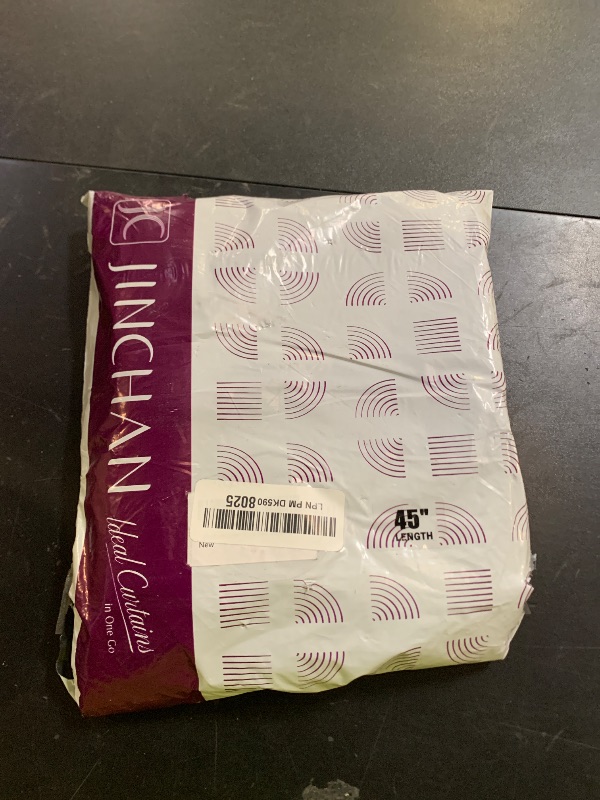 JC
JINCHAN
Ideal Curtains
in One Go
LPN PM DK590 8025
New
45"
LENGTH